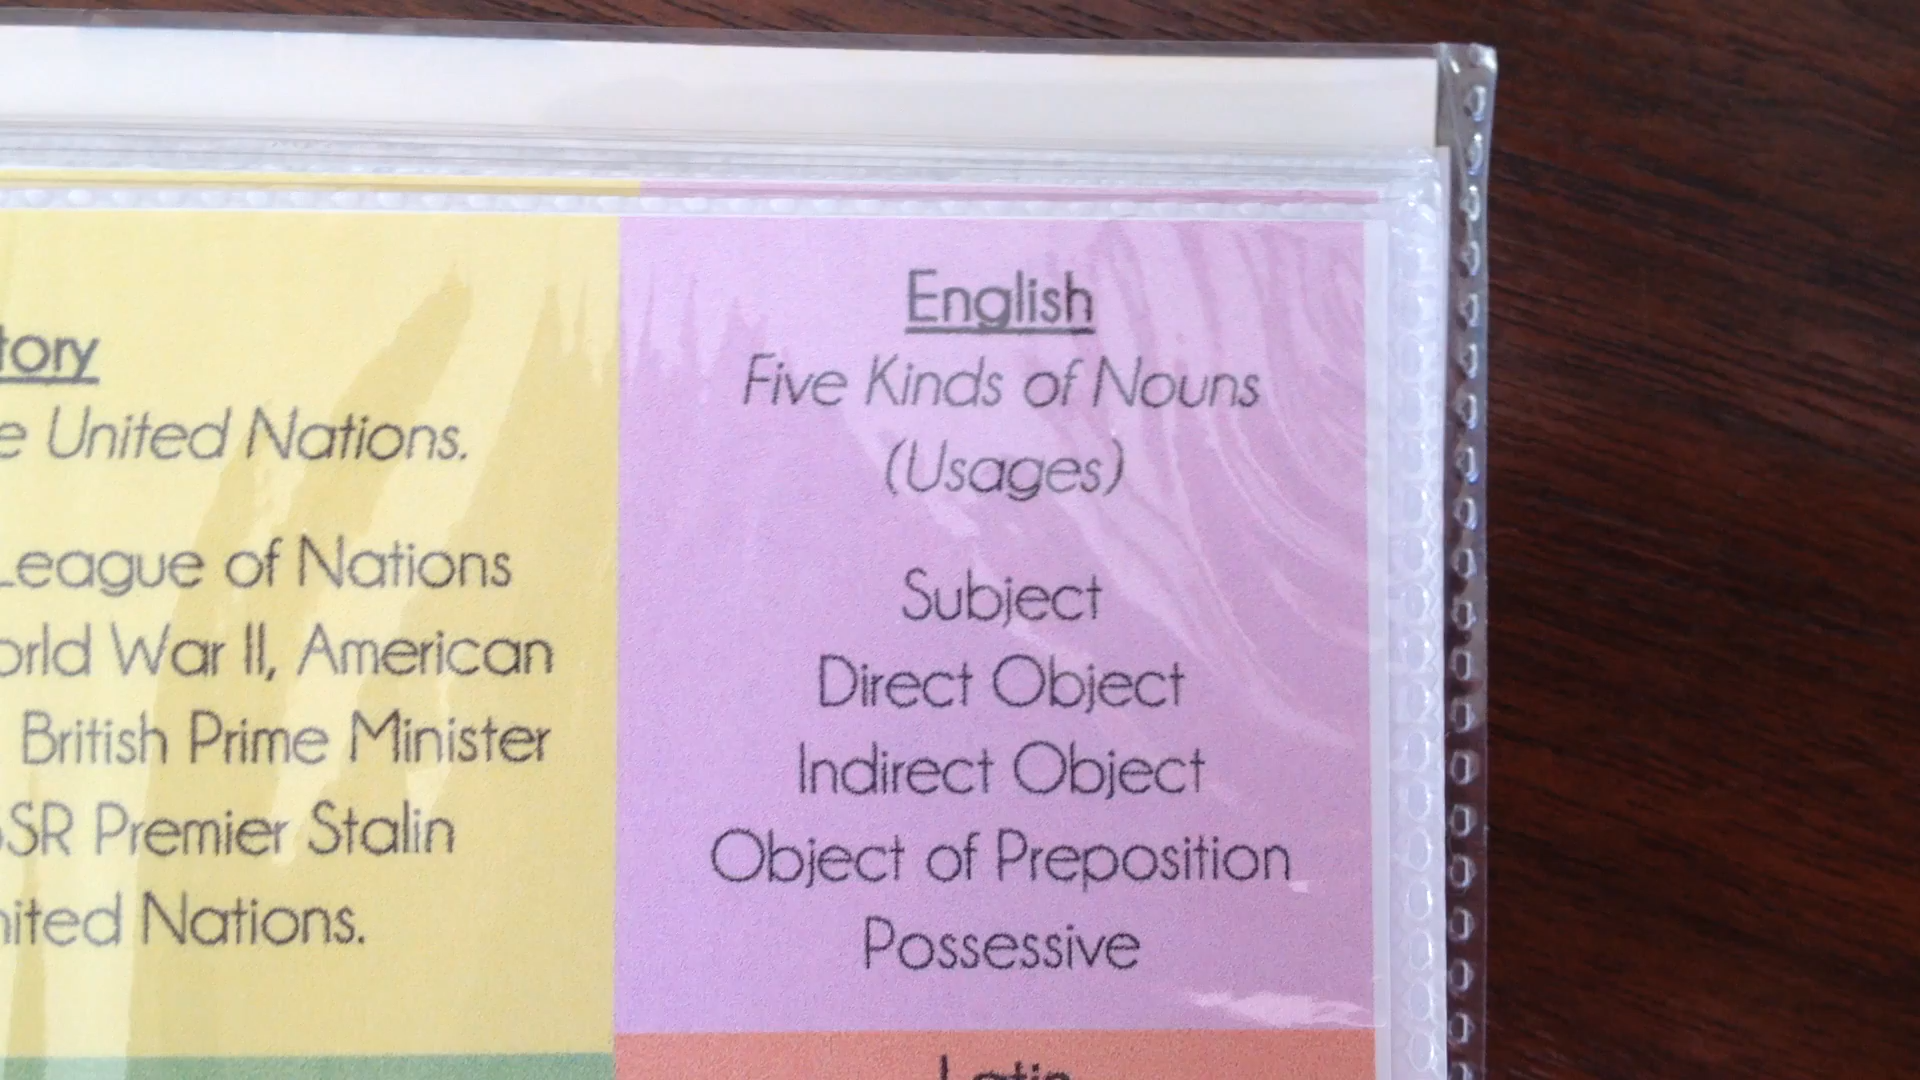 tory
e United Nations.
League of Nations
orld War II, American
British Prime Minister
SR Premier Stalin
nited Nations.
English
Five Kinds of Nouns
(Usages)
Subject
Direct Object
Indirect Object
Object of Preposition
Possessive
Latin